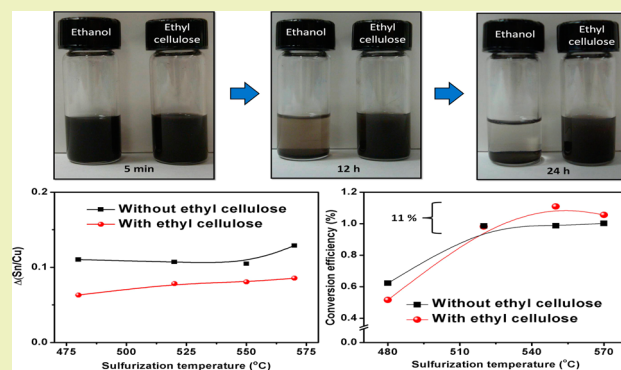 Ethanol
Ethyl
cellulose
Ethanol
Ethyl
cellulose
Ethanol
Ethyl
cellulose
5 min
12 h
24 h
0.2
0.1
0.0
Δ(Sn/Cu)
Without ethyl cellulose
With ethyl cellulose
475 500 525 550 575
Sulfurization temperature (°C)
1.2
1.0
0.8
0.6
0.4
0.0
Conversion efficiency (%)
11 %
Without ethyl cellulose
With ethyl cellulose
480 510 540 570
Sulfurization temperature (°C)